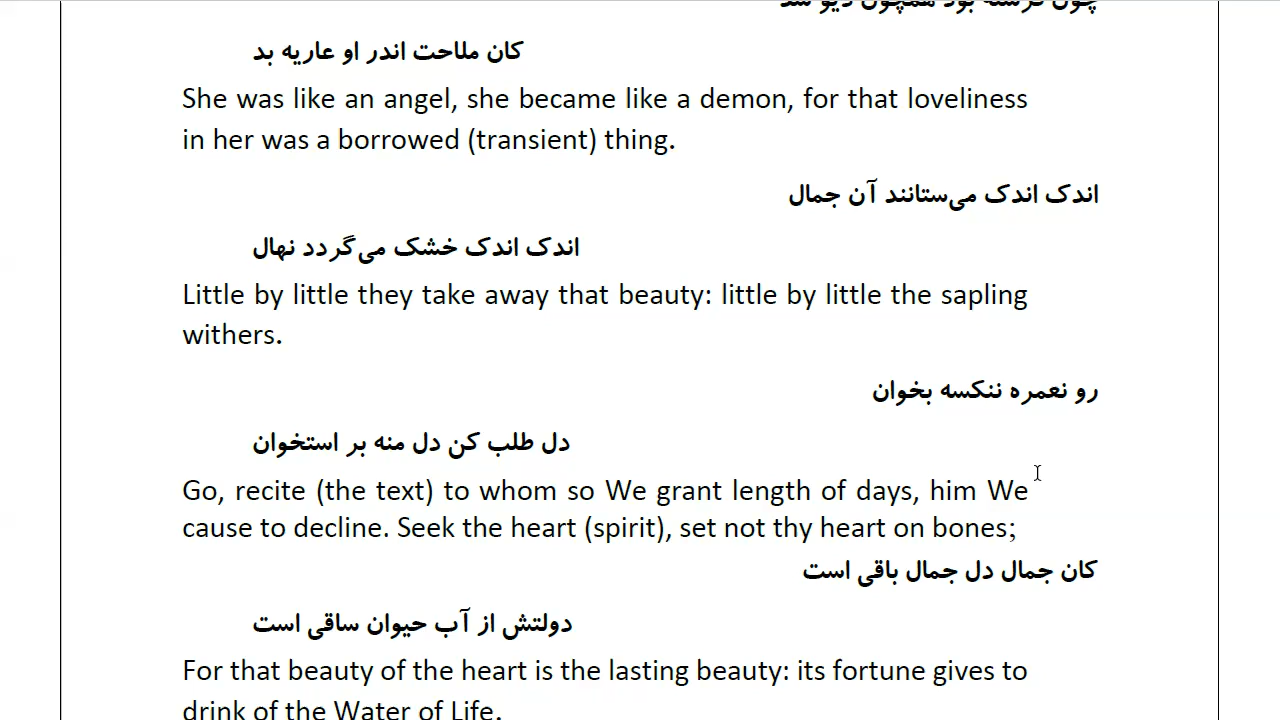 چون فرشته بود همچون دیو شد
کان ملاحت اندر او عاریه بد
She was like an angel, she became like a demon, for that loveliness
in her was a borrowed (transient) thing.
اندک اندک می‌ستانند آن جمال
اندک اندک خشک می‌گردد نهال
Little by little they take away that beauty: little by little the sapling
withers.
رو نعمره ننکسه بخوان
دل طلب کن دل منه بر استخوان
Go, recite (the text) to whom so We grant length of days, him We
cause to decline. Seek the heart (spirit), set not thy heart on bones;
کان جمال دل جمال باقی است
دولتش از آب حیوان ساقی است
For that beauty of the heart is the lasting beauty: its fortune gives to
drink of the Water of Life.